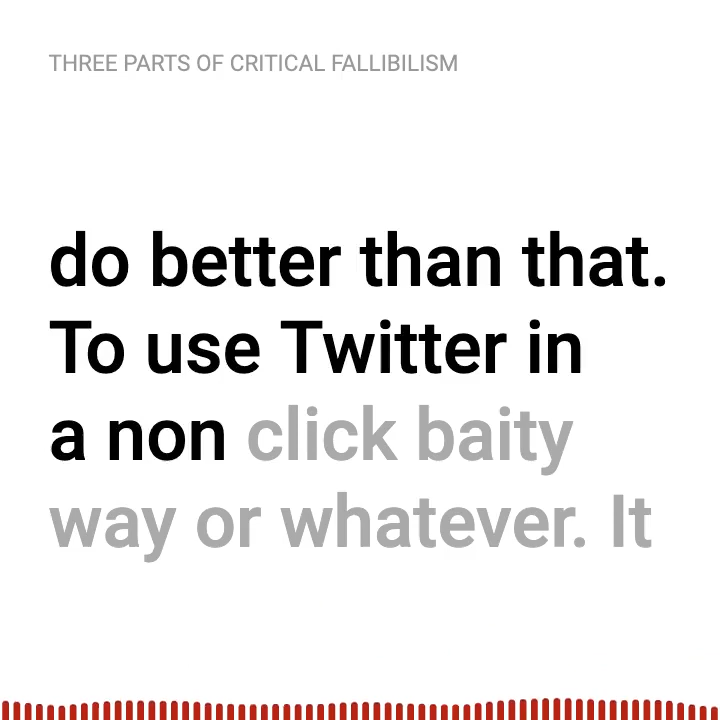 THREE PARTS OF CRITICAL FALLIBILISM
do better than that.
To use Twitter in
a non click baity
way or whatever. It